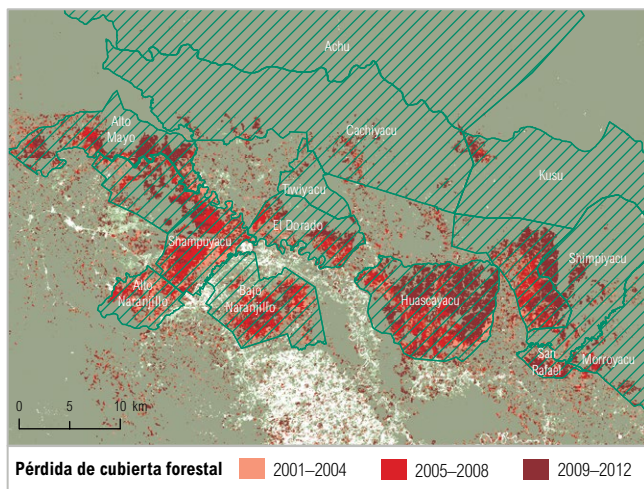 Achu
Alto
Mayo
Cachiyacu
Kusu
Tiwiyacu
El Dorado
Shampuyacu
Shimpiyacu
Alto
Naranjillo
Bajo
Naranjillo
Huascayacu
San
Rafael
Morroyacu
0 5 10 km
Pérdida de cubierta forestal 2001–2004 2005–2008 2009–2012